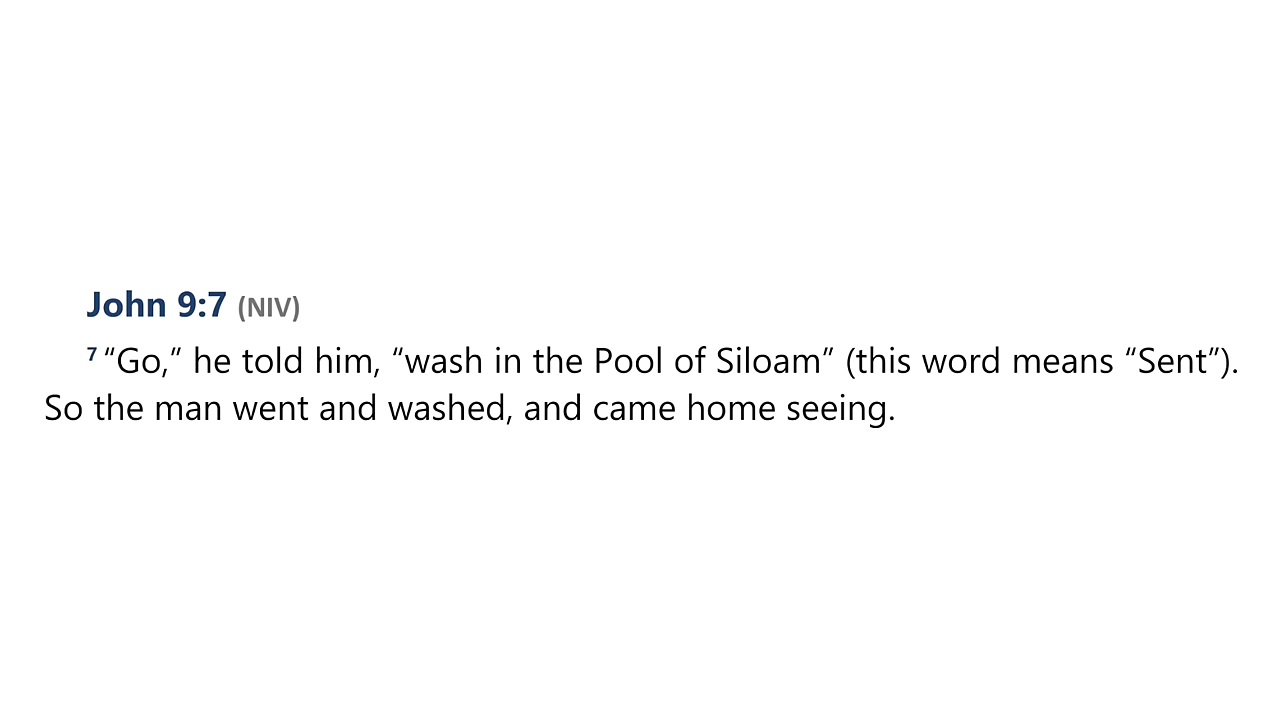 John 9:7 (NIV)
7 “Go,” he told him, “wash in the Pool of Siloam” (this word means “Sent”).
So the man went and washed, and came home seeing.